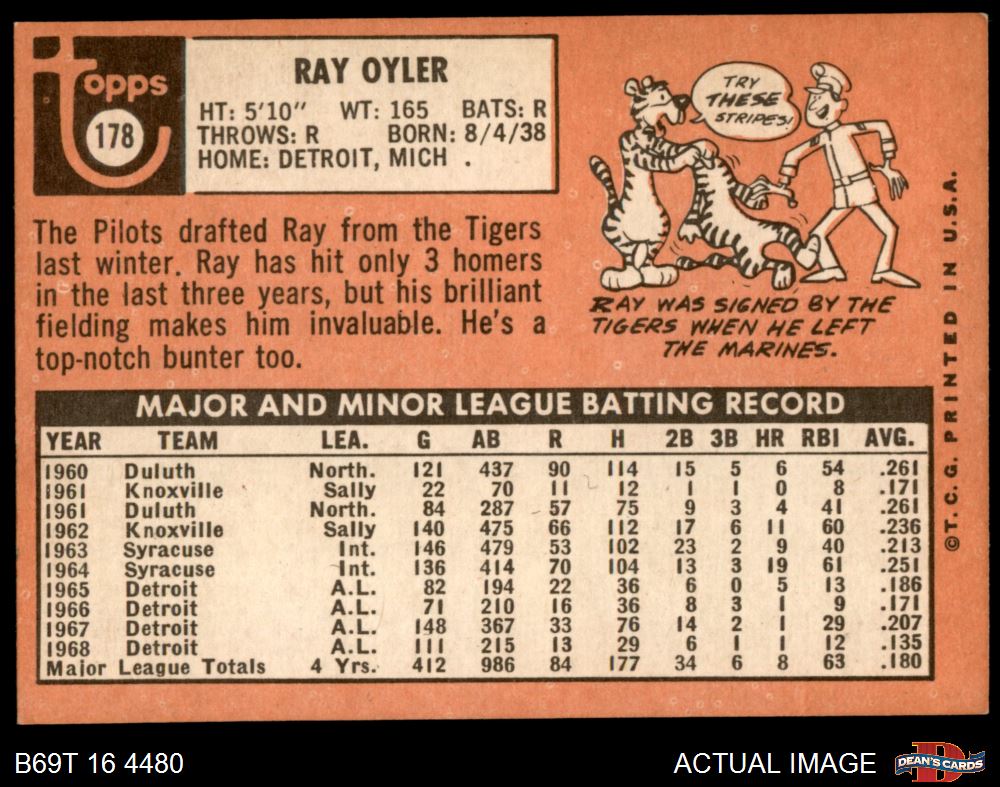 topps
178
RAY OYLER
HT: 5'10" WT: 165 BATS: R
THROWS: R BORN: 8/4/38
HOME: DETROIT, MICH .
TRY
THESE
STRIPES!
The Pilots drafted Ray from the Tigers
last winter. Ray has hit only 3 homers
in the last three years, but his brilliant
fielding makes him invaluable. He's a
top-notch bunter too.
RAY WAS SIGNED BY THE
TIGERS WHEN HE LEFT
THE MARINES.
MAJOR AND MINOR LEAGUE BATTING RECORD
YEAR TEAM LEA. G AB R H 2B 3B HR RBI AVG.
1960 Duluth North. 121 437 90 114 15 5 6 54 .261
1961 Knoxville Sally 22 70 11 12 1 1 0 8 .171
1961 Duluth North. 84 287 57 75 9 3 4 41 .261
1962 Knoxville Sally 140 475 66 112 17 6 11 60 .236
1963 Syracuse Int. 146 479 53 102 23 2 9 40 .213
1964 Syracuse Int. 136 414 70 104 13 3 19 61 .251
1965 Detroit A.L. 82 194 22 36 6 0 5 13 .186
1966 Detroit A.L. 71 210 16 36 8 3 1 9 .171
1967 Detroit A.L. 148 367 33 76 14 2 1 29 .207
1968 Detroit A.L. 111 215 13 29 6 1 1 12 .135
Major League Totals 4 Yrs. 412 986 84 177 34 6 8 63 .180
©T.C.G. PRINTED IN U.S.A.
B69T 16 4480
ACTUAL IMAGE
D
DEAN'S CARDS